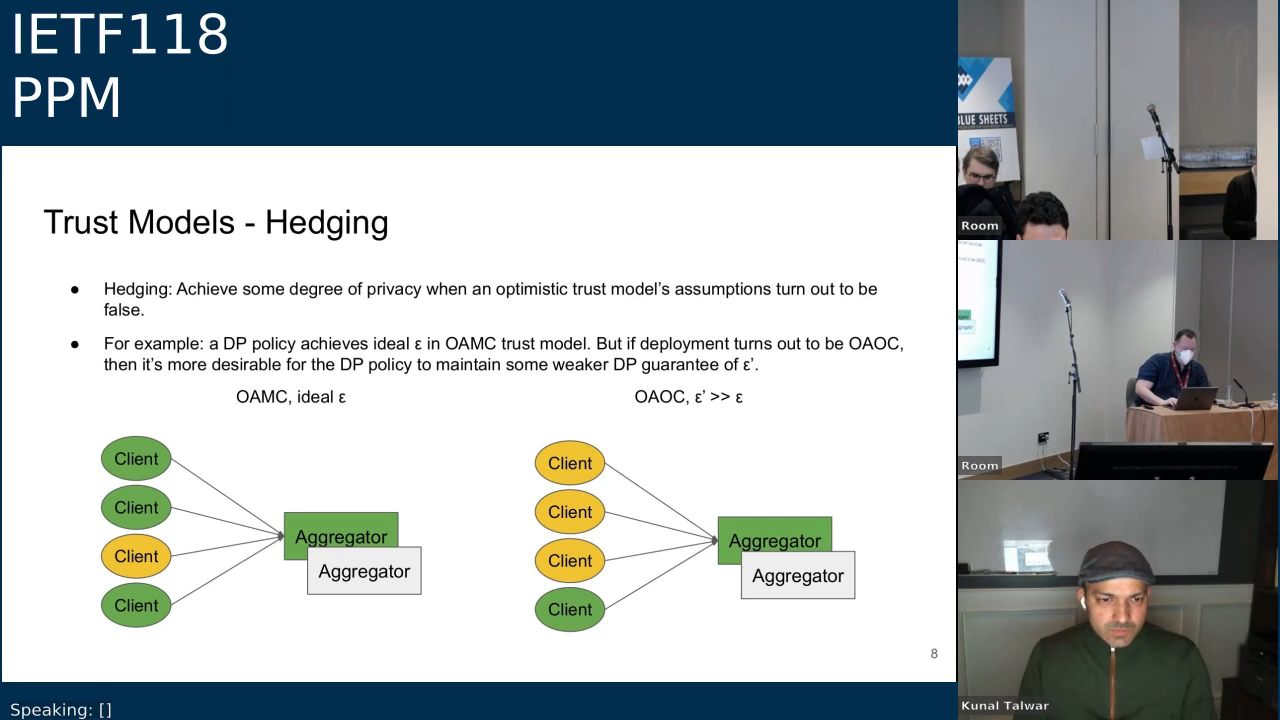 IETF118
PPM
Trust Models - Hedging
● Hedging: Achieve some degree of privacy when an optimistic trust model’s assumptions turn out to be
false.
● For example: a DP policy achieves ideal ε in OAMC trust model. But if deployment turns out to be OAOC,
then it’s more desirable for the DP policy to maintain some weaker DP guarantee of ε’.
OAMC, ideal ε
OAOC, ε’ >> ε
Client
Client
Client
Client
Aggregator
Aggregator
Client
Client
Client
Client
Aggregator
Aggregator
8
Speaking: []
BLUE SHEETS
Room
Room
Kunal Talwar